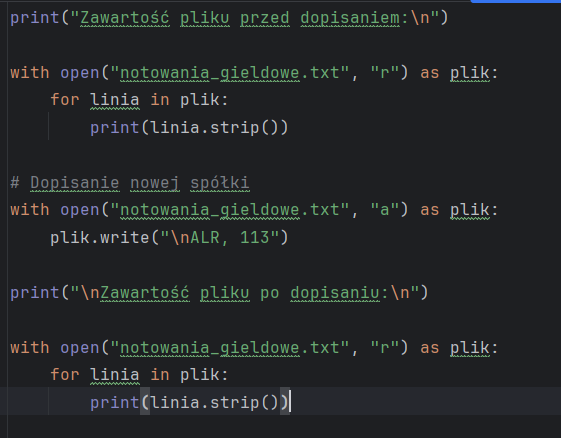 print("Zawartość pliku przed dopisaniem:\n")
with open("notowania_gieldowe.txt", "r") as plik:
for linia in plik:
print(linia.strip())
# Dopisanie nowej spółki
with open("notowania_gieldowe.txt", "a") as plik:
plik.write("\nALR, 113")
print("\nZawartość pliku po dopisaniu:\n")
with open("notowania_gieldowe.txt", "r") as plik:
for linia in plik:
print(linia.strip())